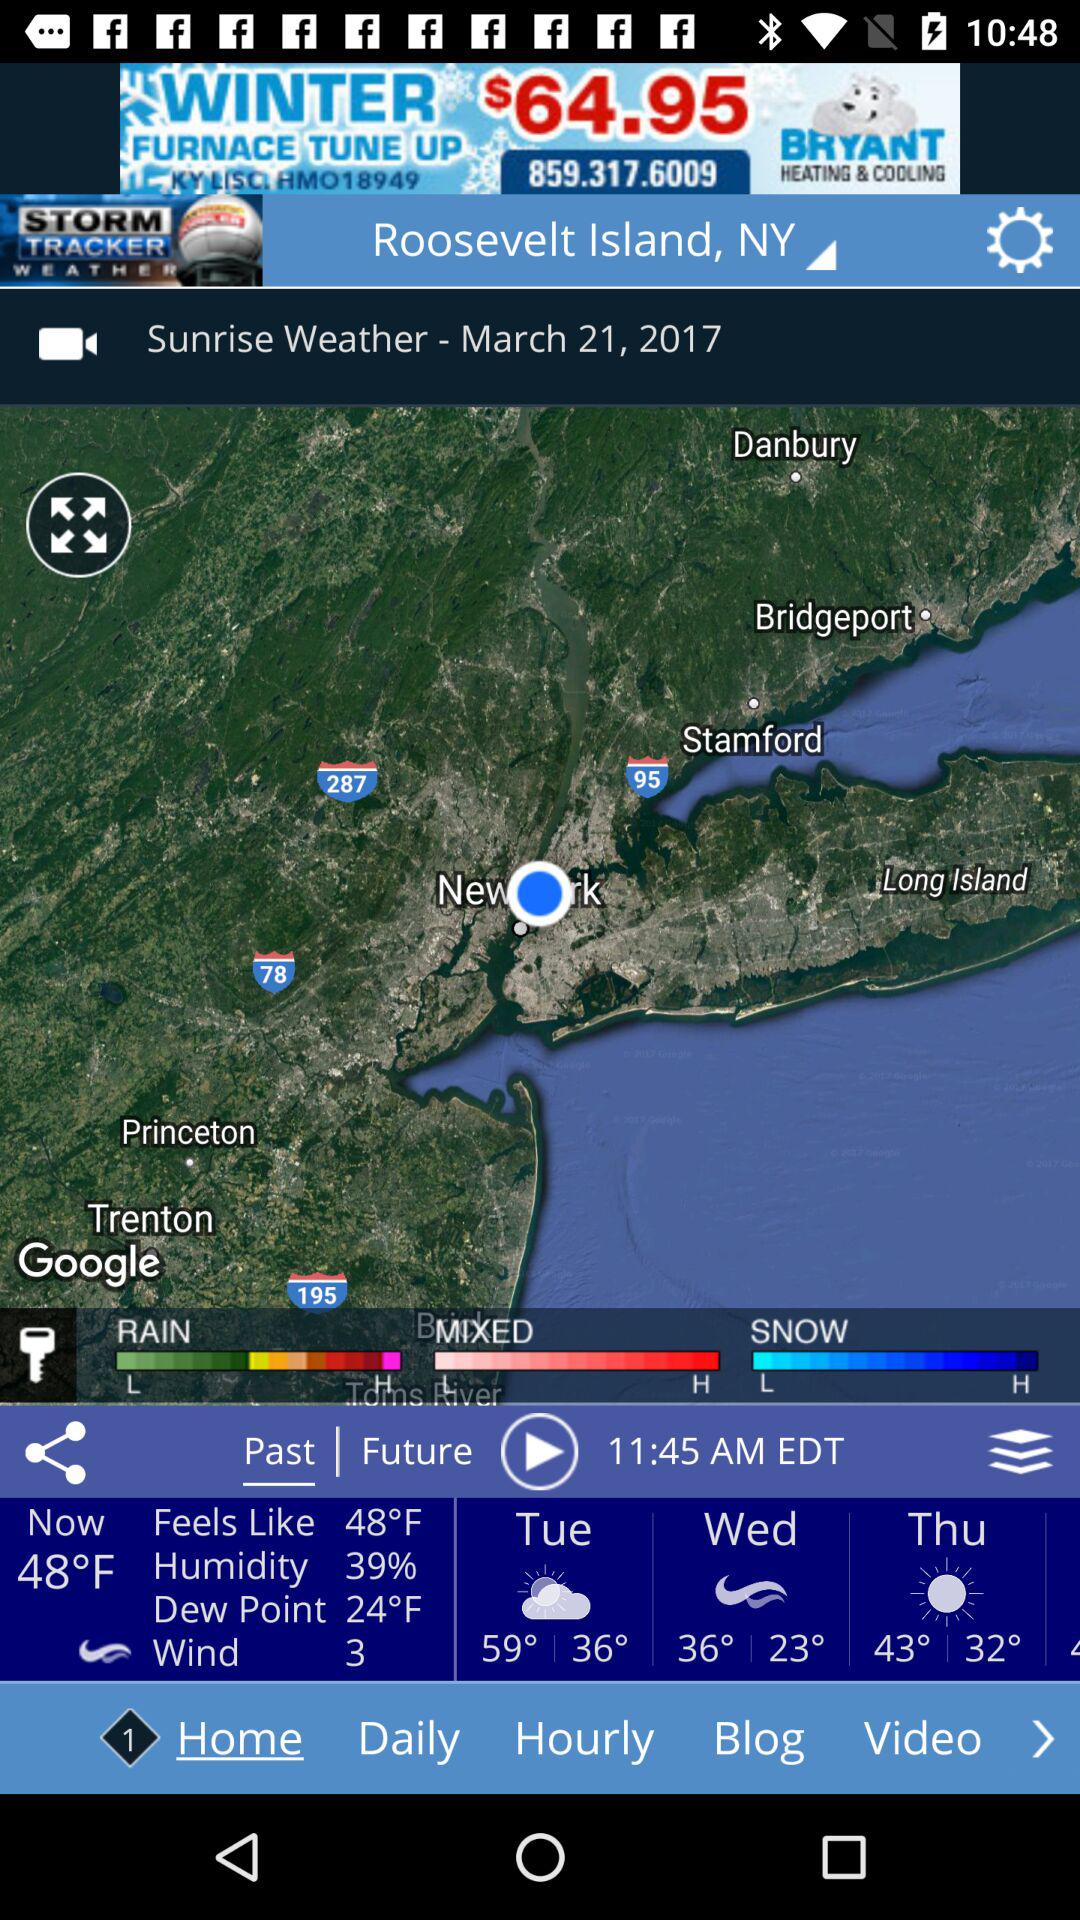 10:48
WINTER $64.95
FURNACE TUNE UP
KY LISC. HMO18949
859.317.6009
BRYANT
HEATING & COOLING
STORM
TRACKER
WEATHER
Roosevelt Island, NY
Sunrise Weather - March 21, 2017
Danbury
Bridgeport
Stamford
287
95
New rk
Long Island
78
Princeton
Trenton
Google
195
Brick
Toms River
RAIN MIXED SNOW
L H L H L H
Past Future 11:45 AM EDT
Now
48°F
Feels Like 48°F
Humidity 39%
Dew Point 24°F
Wind 3
Tue Wed Thu
59° 36° 36° 23° 43° 32° 4
1 Home Daily Hourly Blog Video